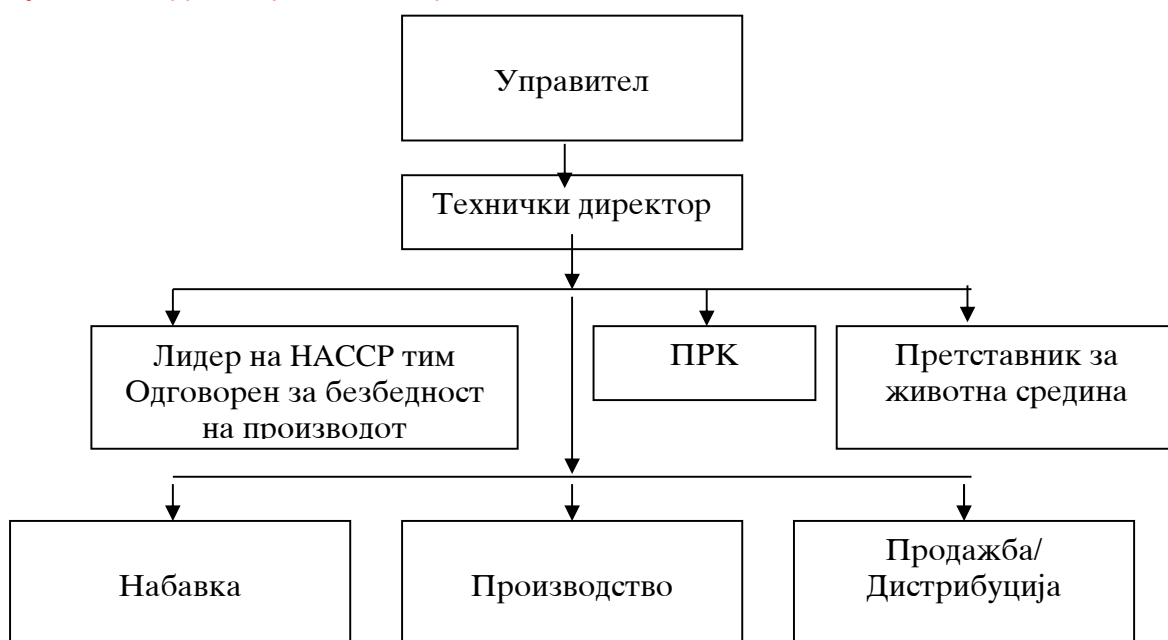 Управител
Технички директор
Лидер на НАССР тим
Одговорен за безбедност
на производот
ПРК
Претставник за
животна средина
Набавка
Производство
Продажба/
Дистрибуција